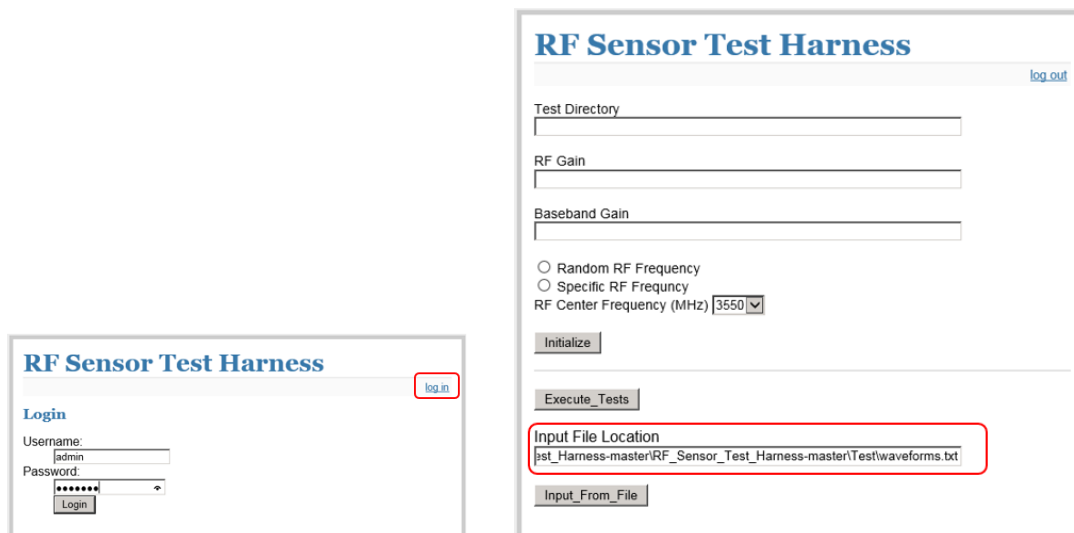 RF Sensor Test Harness
log in
Login
Username:
admin
Password:
Login
RF Sensor Test Harness
log out
Test Directory
RF Gain
Baseband Gain
Random RF Frequency
Specific RF Frequncy
RF Center Frequency (MHz) 3550
Initialize
Execute_Tests
Input File Location
est_Harness-master\RF_Sensor_Test_Harness-master\Test\waveforms.txt
Input_From_File